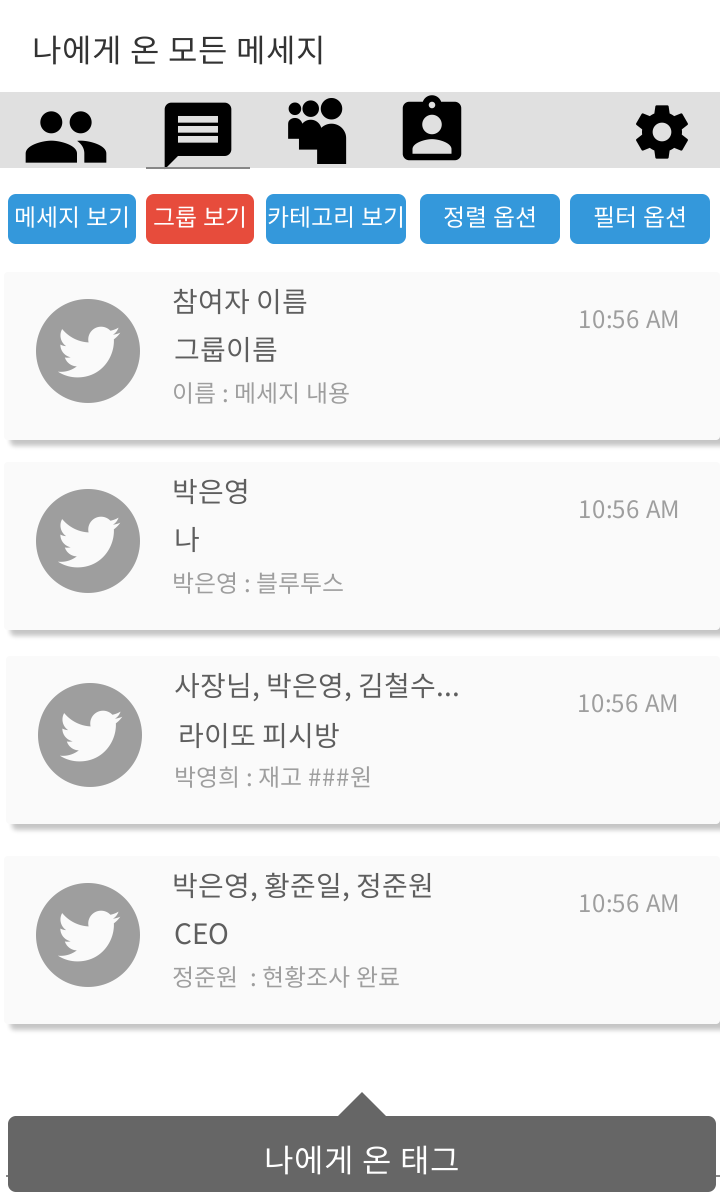 나에게 온 모든 메세지
메세지 보기 그룹 보기 카테고리 보기 정렬 옵션 필터 옵션
참여자 이름
10:56 AM
그룹이름
이름 : 메세지 내용
박은영
10:56 AM
나
박은영 : 블루투스
사장님, 박은영, 김철수...
10:56 AM
라이또 피시방
박영희 : 재고 ###원
박은영, 황준일, 정준원
10:56 AM
CEO
정준원 : 현황조사 완료
나에게 온 태그